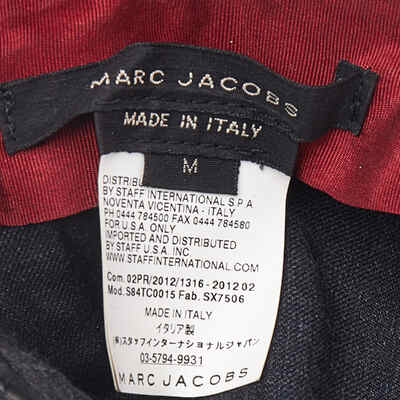 MARC JACOBS
MADE IN ITALY
M
DISTRIBUTED
BY STAFF INTERNATIONAL S.P.A
NOVENTA VICENTINA - ITALY
PH 0444 784500 FAX 0444 784580
FOR U.S.A. ONLY
IMPORTED AND DISTRIBUTED
BY STAFF U.S.A. INC.
WWW.STAFFINTERNATIONAL.COM
Com. 02PR/2012/1316 - 2012 02
Mod. S84TC0015 Fab. SX7506
MADE IN ITALY
イタリア製
(株)スタッフインターナショナルジャパン
03-5794-9931
MARC JACOBS